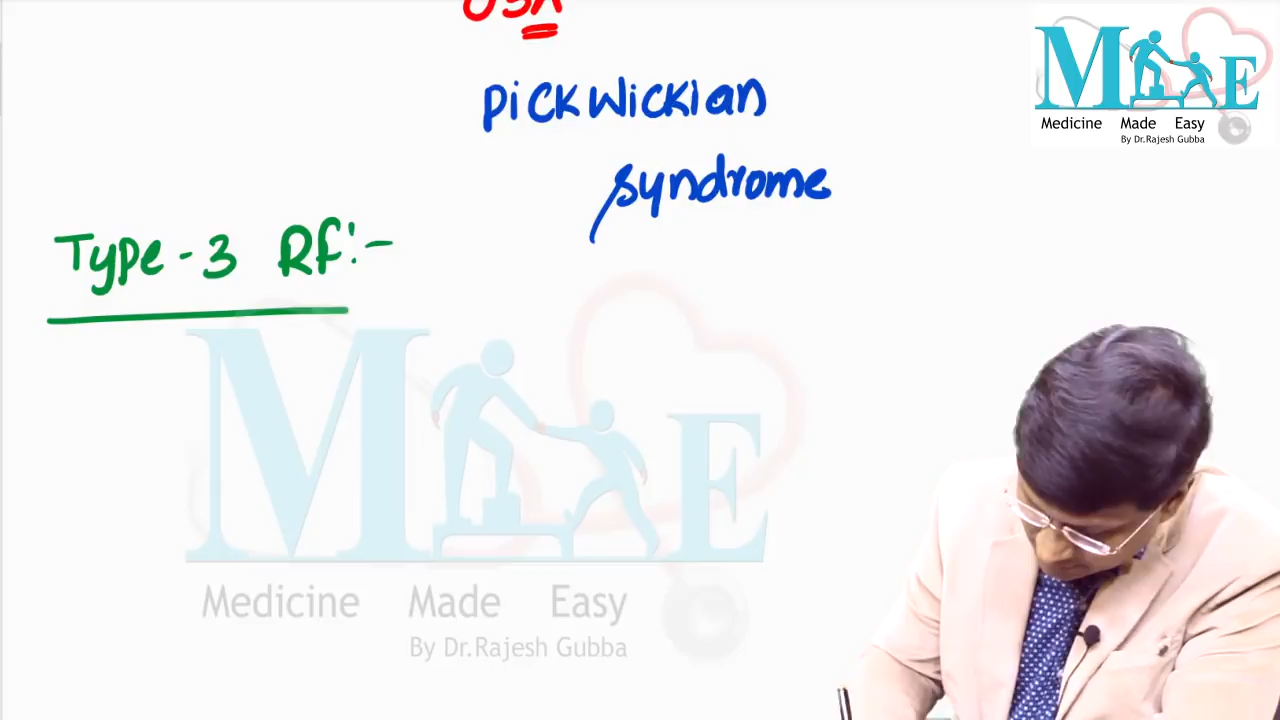 OSA
Pickwickian
syndrome
Type-3 Rf:-
M E
Medicine Made Easy
By Dr.Rajesh Gubba
M E
Medicine Made Easy
By Dr.Rajesh Gubba